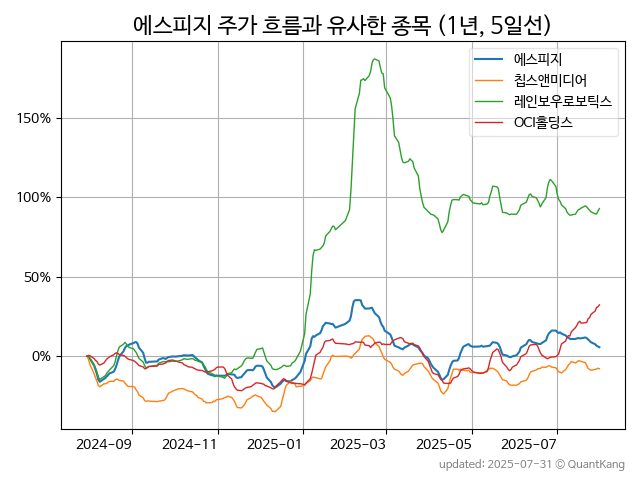 에스피지 주가 흐름과 유사한 종목 (1년, 5일선)
에스피지
칩스앤미디어
레인보우로보틱스
OCI홀딩스
150%
100%
50%
0%
2024-09 2024-11 2025-01 2025-03 2025-05 2025-07
updated: 2025-07-31 © QuantKang